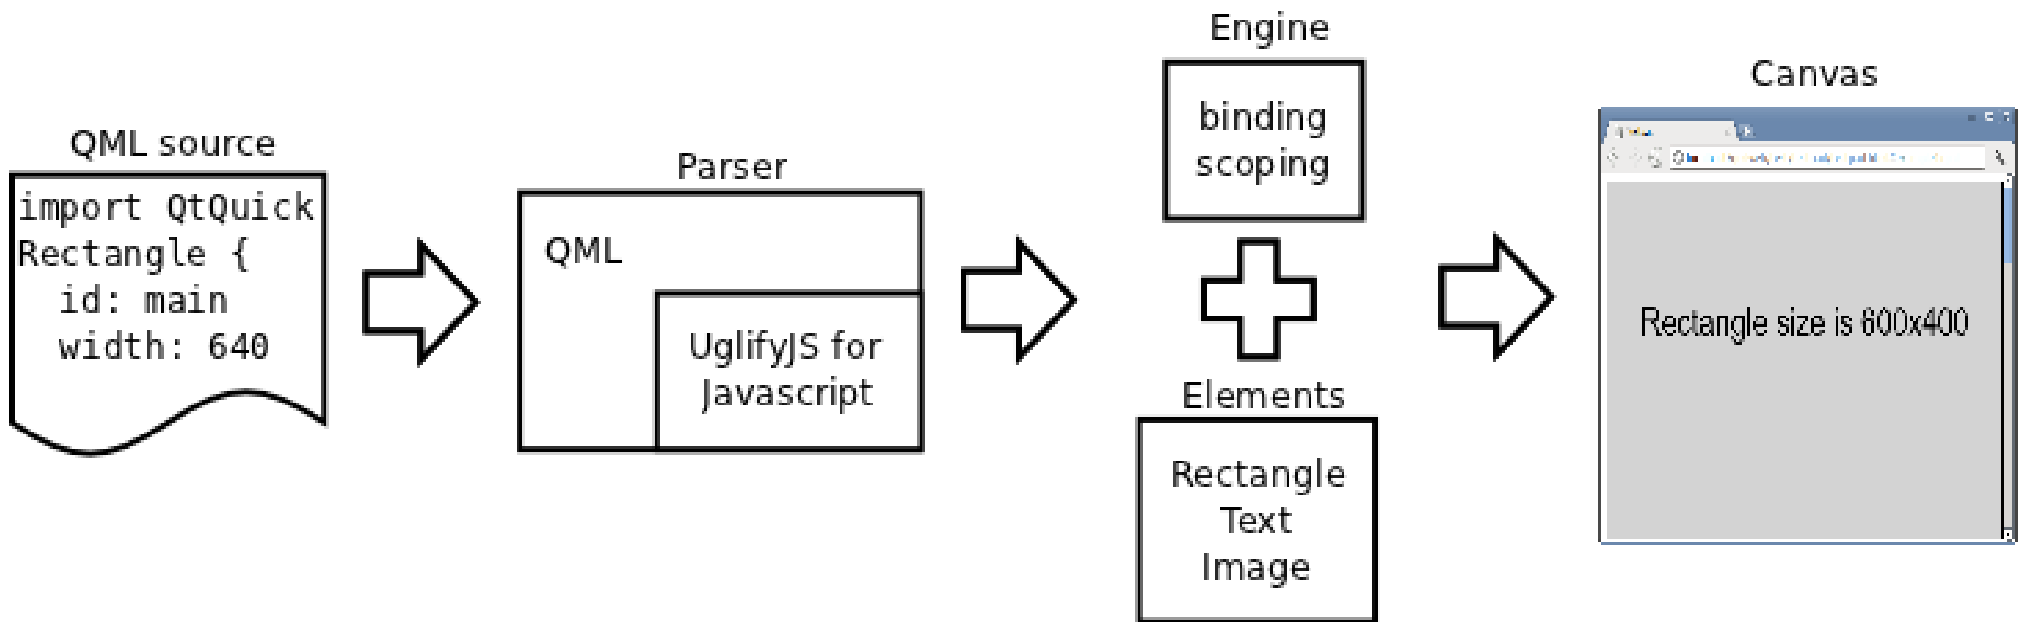 QML source
import QtQuick
Rectangle {
id: main
width: 640
Parser
QML
UglifyJS for
Javascript
Engine
binding
scoping
Elements
Rectangle
Text
Image
Canvas
Rectangle size is 600x400